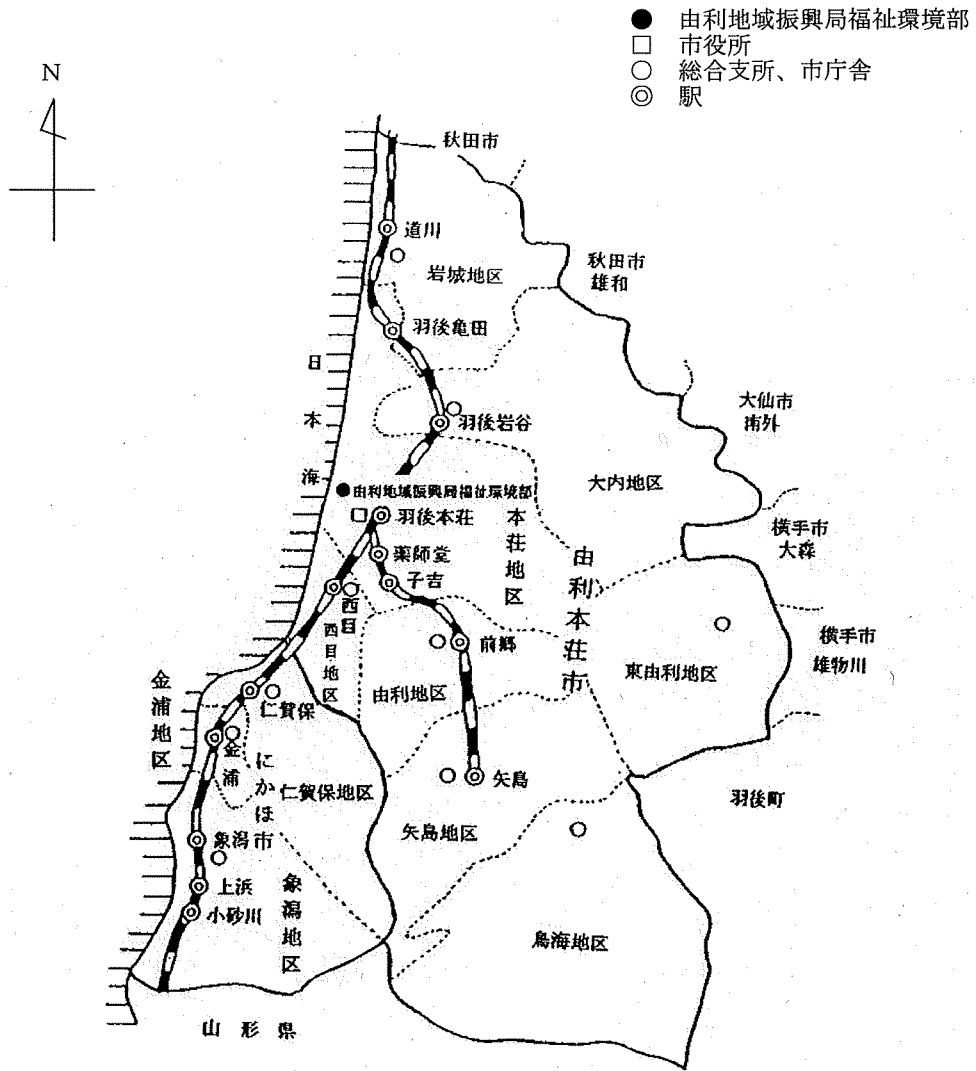 ● 由利地域振興局福祉環境部
□ 市役所
○ 総合支所、市庁舎
◎ 駅
N
秋田市
道川
岩城地区
秋田市
雄和
羽後亀田
日本海
大仙市
南外
羽後岩谷
大内地区
●由利地域振興局福祉環境部
羽後本荘
本荘地区
横手市
大森
薬師堂
子吉
由利本荘市
西目
西目地区
前郷
横手市
雄物川
東由利地区
由利地区
金浦地区
仁賀保
金浦
にかほ市
仁賀保地区
矢島
羽後町
矢島地区
象潟
上浜
小砂川
象潟地区
鳥海地区
山形県